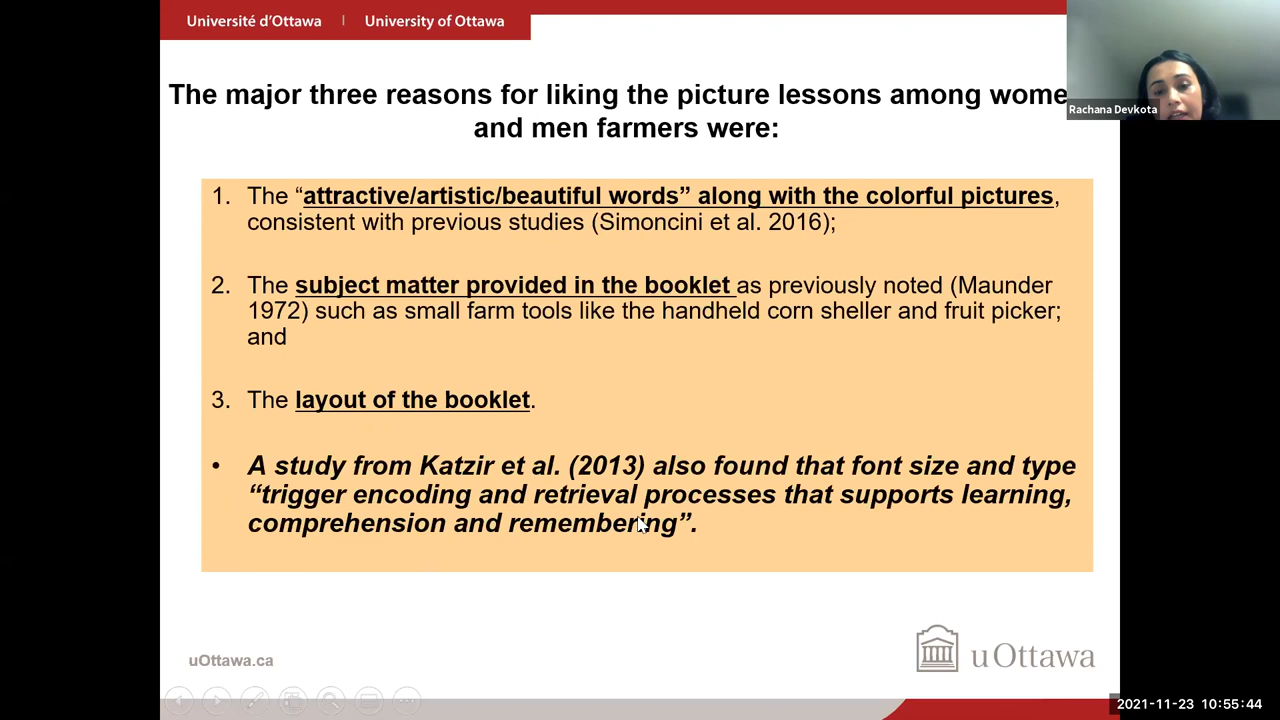 Université d'Ottawa | University of Ottawa
The major three reasons for liking the picture lessons among wome
and men farmers were:
Rachana Devkota
1. The “attractive/artistic/beautiful words” along with the colorful pictures,
consistent with previous studies (Simoncini et al. 2016);
2. The subject matter provided in the booklet as previously noted (Maunder
1972) such as small farm tools like the handheld corn sheller and fruit picker;
and
3. The layout of the booklet.
• A study from Katzir et al. (2013) also found that font size and type
“trigger encoding and retrieval processes that supports learning,
comprehension and remembering”.
uOttawa.ca
uOttawa
2021-11-23 10:55:44